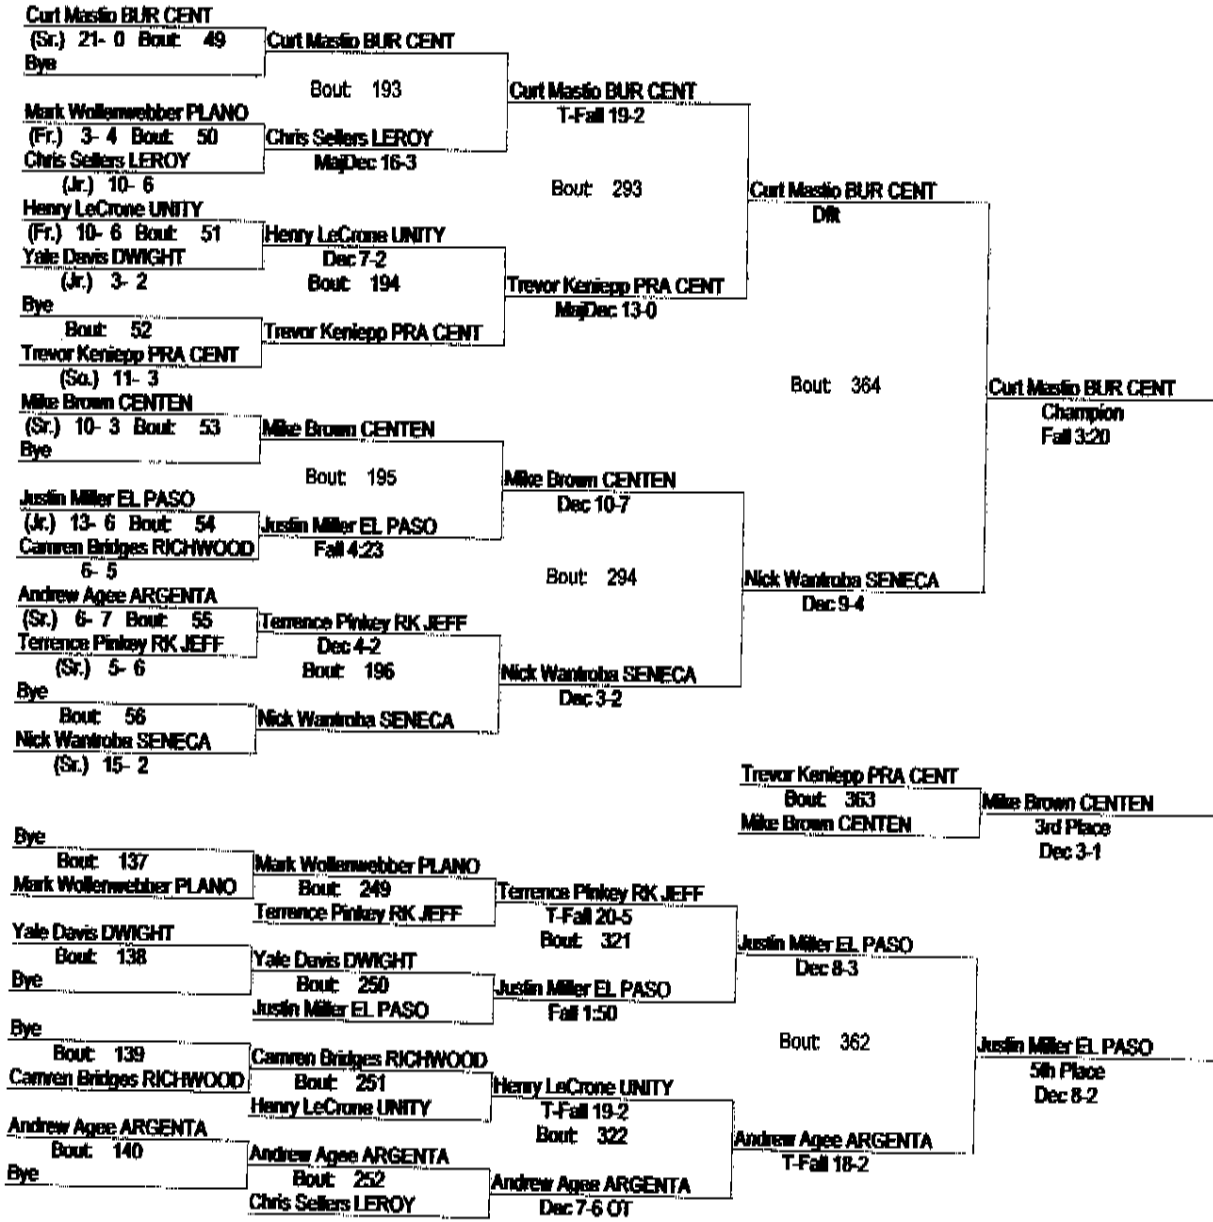 Curt Mastio BUR CENT
(Sr.) 21- 0 Bout: 49
Bye
Curt Mastio BUR CENT
Bout: 193
Mark Wollenwebber PLANO
(Fr.) 3- 4 Bout: 50
Chris Sellers LEROY
(Jr.) 10- 6
Chris Sellers LEROY
MajDec 16-3
Curt Mastio BUR CENT
T-Fall 19-2
Bout: 293
Henry LeCrone UNITY
(Fr.) 10- 6 Bout: 51
Yale Davis DWIGHT
(Jr.) 3- 2
Henry LeCrone UNITY
Dec 7-2
Bout: 194
Bye
Bout: 52
Trevor Keniepp PRA CENT
(So.) 11- 3
Trevor Keniepp PRA CENT
Trevor Keniepp PRA CENT
MajDec 13-0
Curt Mastio BUR CENT
Dflt
Bout: 364
Curt Mastio BUR CENT
Champion
Fall 3:20
Mike Brown CENTEN
(Sr.) 10- 3 Bout: 53
Bye
Mike Brown CENTEN
Bout: 195
Justin Miller EL PASO
(Jr.) 13- 6 Bout: 54
Camren Bridges RICHWOOD
6- 5
Justin Miller EL PASO
Fall 4:23
Mike Brown CENTEN
Dec 10-7
Bout: 294
Andrew Agee ARGENTA
(Sr.) 6- 7 Bout: 55
Terrence Pinkey RK JEFF
(Sr.) 5- 6
Terrence Pinkey RK JEFF
Dec 4-2
Bout: 196
Bye
Bout: 56
Nick Wantroba SENECA
(Sr.) 15- 2
Nick Wantroba SENECA
Nick Wantroba SENECA
Dec 3-2
Nick Wantroba SENECA
Dec 9-4
Trevor Keniepp PRA CENT
Bout: 363
Mike Brown CENTEN
Mike Brown CENTEN
3rd Place
Dec 3-1
Bye
Bout: 137
Mark Wollenwebber PLANO
Mark Wollenwebber PLANO
Bout: 249
Terrence Pinkey RK JEFF
Terrence Pinkey RK JEFF
T-Fall 20-5
Bout: 321
Yale Davis DWIGHT
Bout: 138
Bye
Yale Davis DWIGHT
Bout: 250
Justin Miller EL PASO
Justin Miller EL PASO
Fall 1:50
Justin Miller EL PASO
Dec 8-3
Bout: 362
Bye
Bout: 139
Camren Bridges RICHWOOD
Camren Bridges RICHWOOD
Bout: 251
Henry LeCrone UNITY
Henry LeCrone UNITY
T-Fall 19-2
Bout: 322
Andrew Agee ARGENTA
Bout: 140
Bye
Andrew Agee ARGENTA
Bout: 252
Chris Sellers LEROY
Andrew Agee ARGENTA
Dec 7-6 OT
Andrew Agee ARGENTA
T-Fall 18-2
Justin Miller EL PASO
5th Place
Dec 8-2